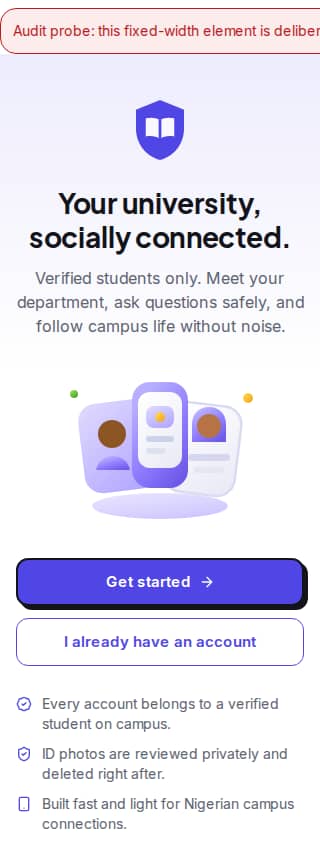 Audit probe: this fixed-width element is
Your university,
socially connected.
Verified students only. Meet your
department, ask questions safely, and
follow campus life without noise.
Get started →
I already have an account
Every account belongs to a verified
student on campus.
ID photos are reviewed privately and
deleted right after.
Built fast and light for Nigerian campus
connections.